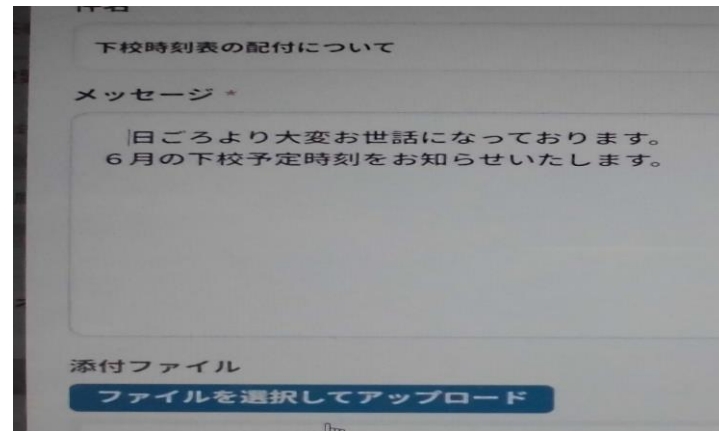 件名
下校時刻表の配付について
メッセージ *
日ごろより大変お世話になっております。
6月の下校予定時刻をお知らせいたします。
添付ファイル
ファイルを選択してアップロード